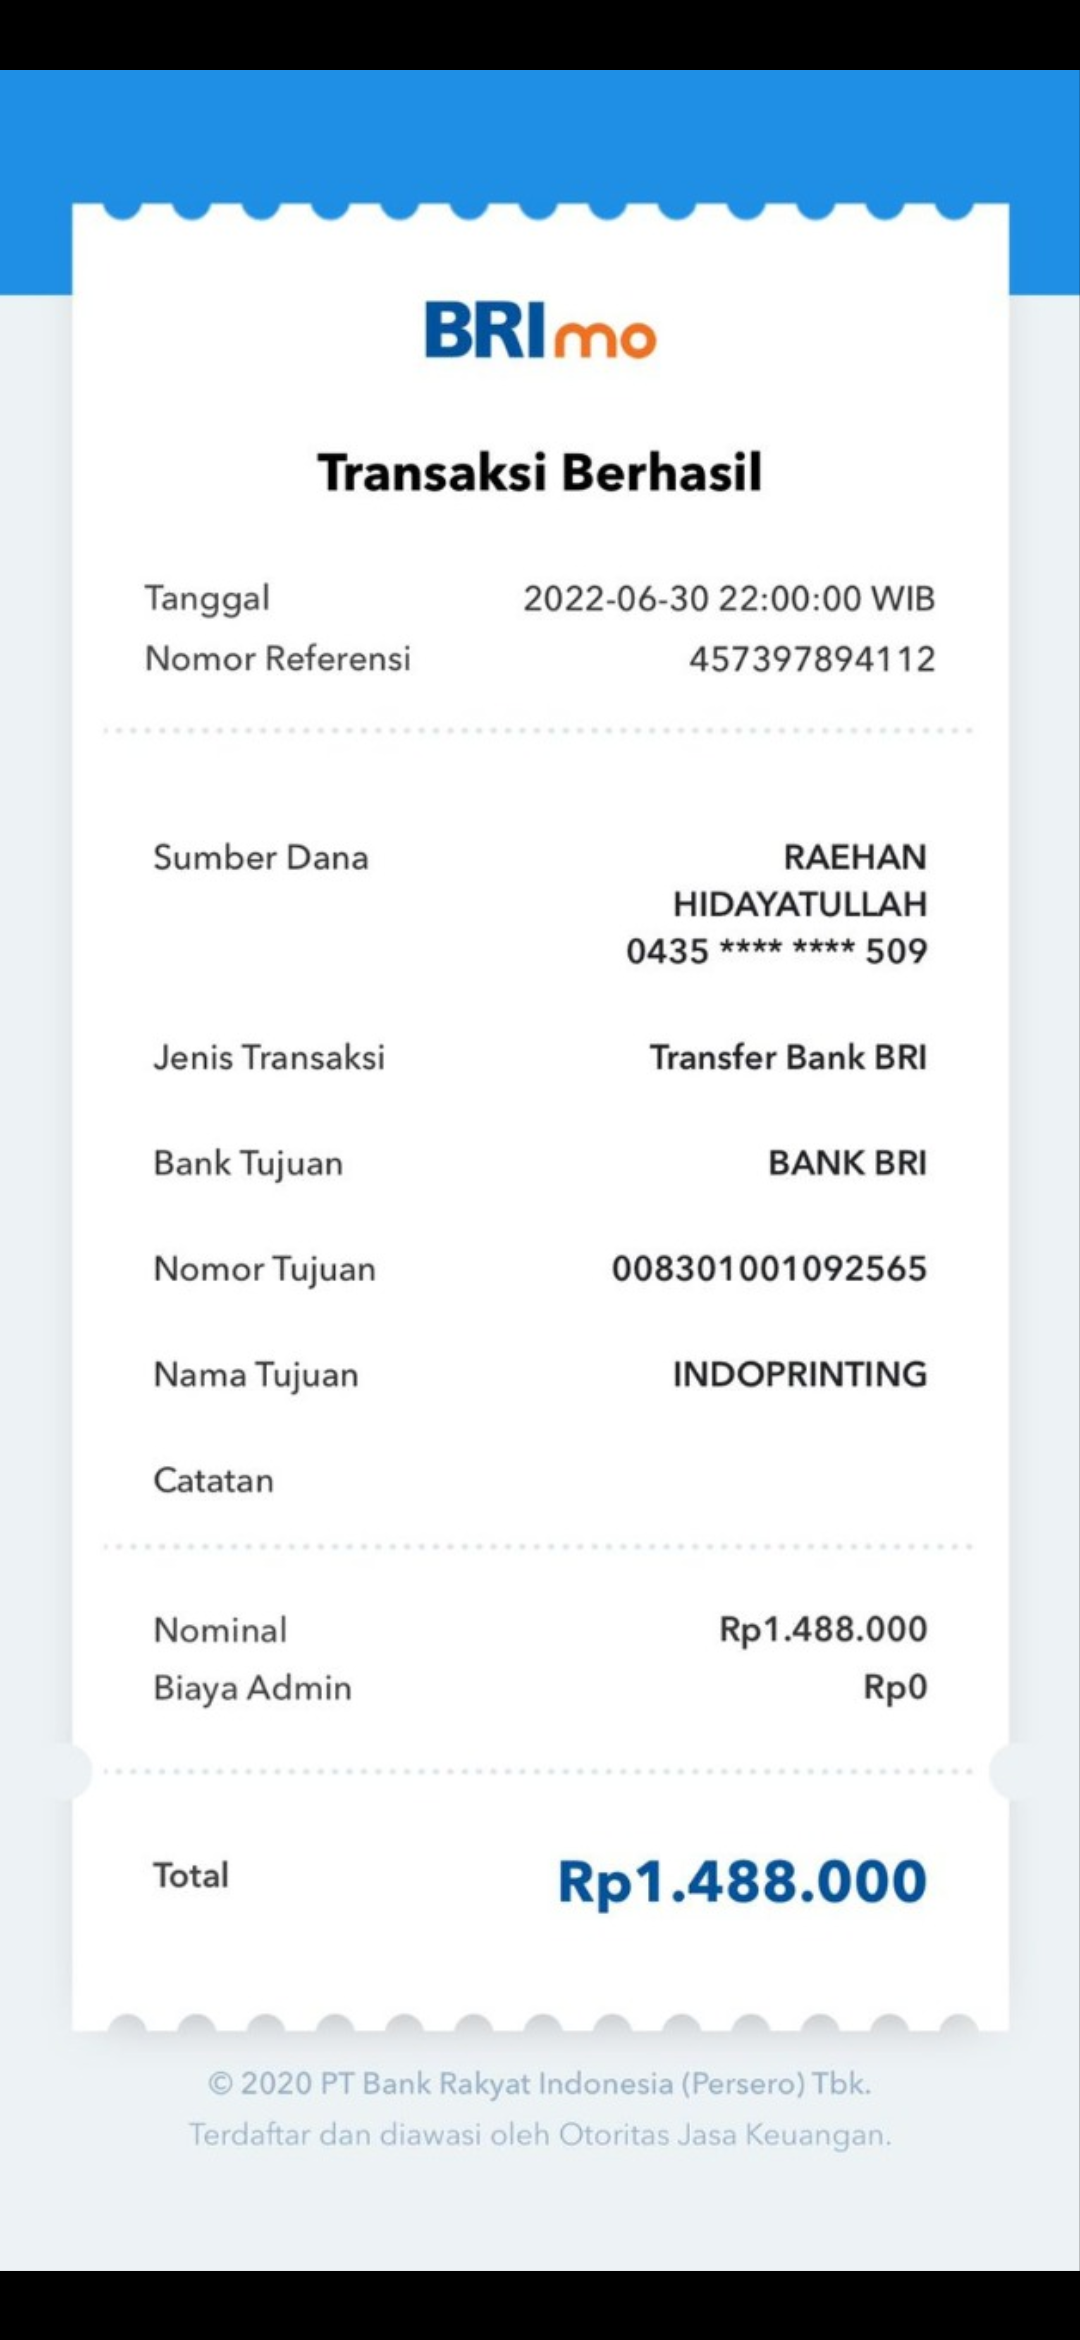 BRImo
Transaksi Berhasil
Tanggal 2022-06-30 22:00:00 WIB
Nomor Referensi 457397894112
Sumber Dana RAEHAN
HIDAYATULLAH
0435 **** **** 509
Jenis Transaksi Transfer Bank BRI
Bank Tujuan BANK BRI
Nomor Tujuan 008301001092565
Nama Tujuan INDOPRINTING
Catatan
Nominal Rp1.488.000
Biaya Admin Rp0
Total Rp1.488.000
© 2020 PT Bank Rakyat Indonesia (Persero) Tbk.
Terdaftar dan diawasi oleh Otoritas Jasa Keuangan.